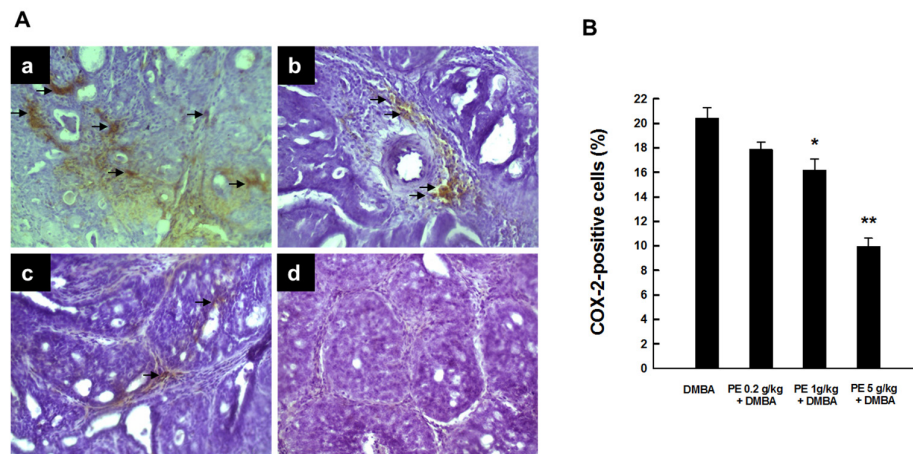 A
a
b
c
d
B
COX-2-positive cells (%)
22
20
18
16
14
12
10
8
6
4
2
0
*
**
DMBA
PE 0.2 g/kg
+ DMBA
PE 1g/kg
+ DMBA
PE 5 g/kg
+ DMBA